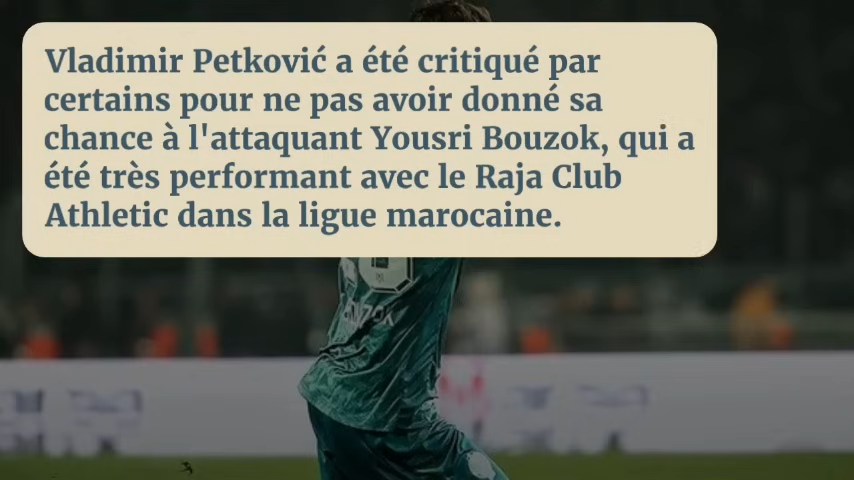 Vladimir Petković a été critiqué par
certains pour ne pas avoir donné sa
chance à l'attaquant Yousri Bouzok, qui a
été très performant avec le Raja Club
Athletic dans la ligue marocaine.